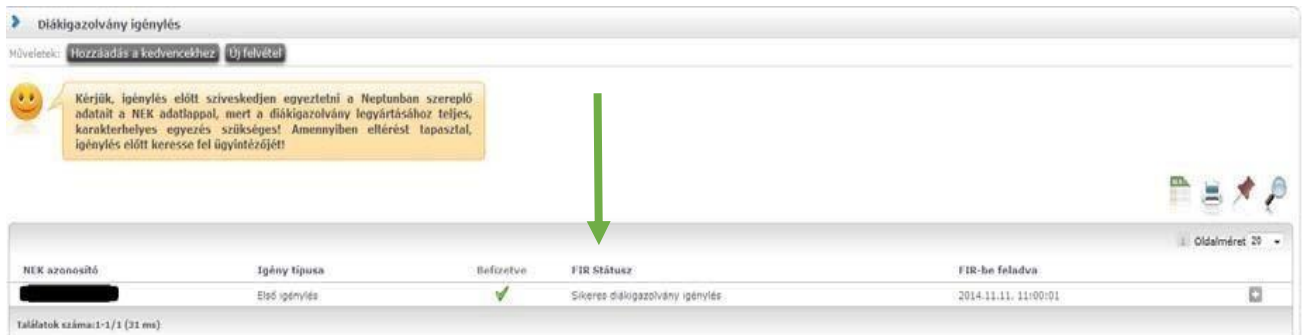 Diákigazolvány igénylés
Műveletek: Hozzáadás a kedvencekhez Új felvétel
Kérjük, igénylés előtt szíveskedjen egyeztetni a Neptunban szereplő
adatait a NEK adatlappal, mert a diákigazolvány legyártásához teljes,
karakterhelyes egyezés szükséges! Amennyiben eltérést tapasztal,
igénylés előtt keresse fel ügyintézőjét!
Oldalméret 20
NEK azonosító Igény típusa Befizetve FIR Státusz FIR-be feladva
Első igénylés Sikeres diákigazolvány igénylés 2014.11.11. 11:00:01
Találatok száma:1-1/1 (31 ms)